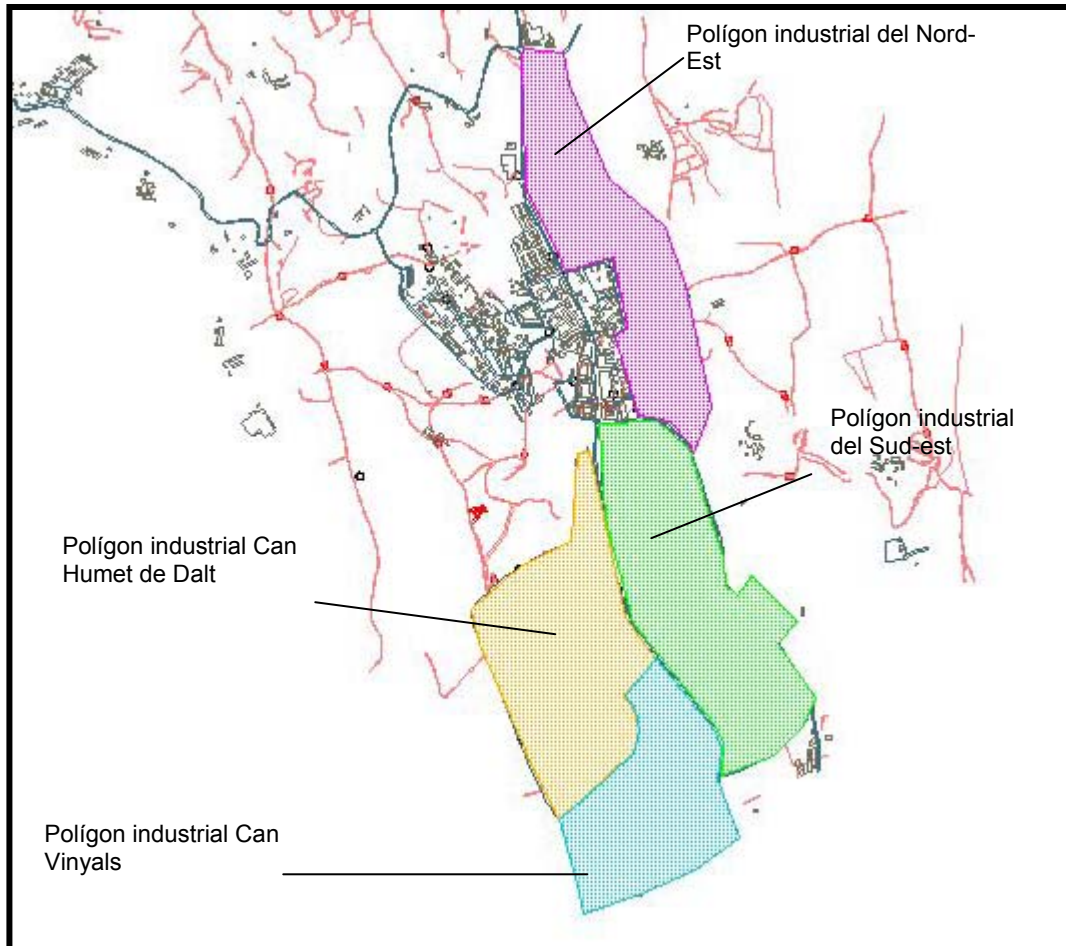 Polígon industrial del Nord-
Est
Polígon industrial
del Sud-est
Polígon industrial Can
Humet de Dalt
Polígon industrial Can
Vinyals